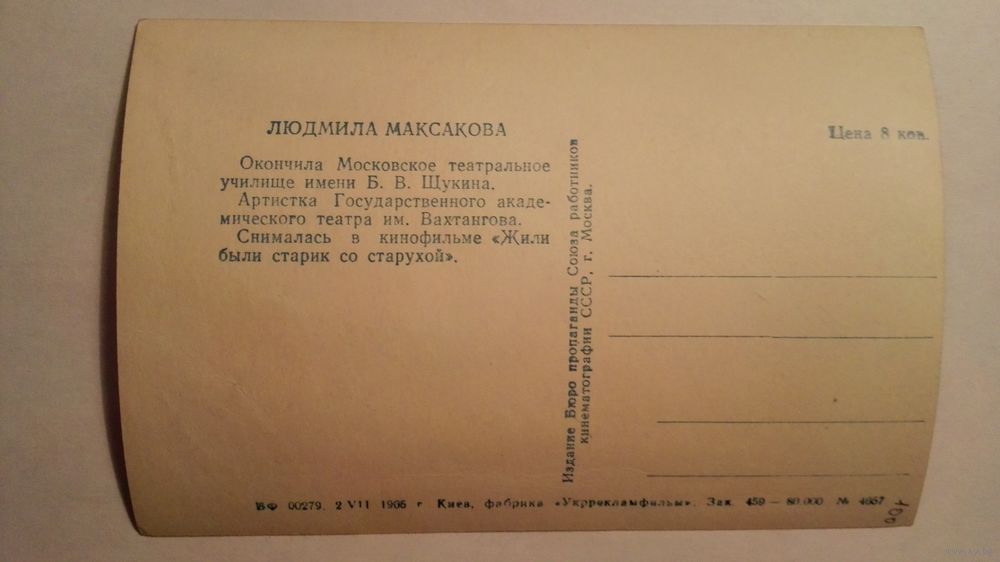 ЛЮДМИЛА МАКСАКОВА
Окончила Московское театральное
училище имени Б. В. Щукина.
Артистка Государственного акаде-
мического театра им. Вахтангова.
Снималась в кинофильме «Жили
были старик со старухой».
Издание Бюро пропаганды Союза работников
кинематографии СССР, г. Москва.
Цена 8 коп.
БФ 00279. 2 VII 1966 г Киев, фабрика «Укррекламфильм». Зак. 459 — 80.000 № 4657